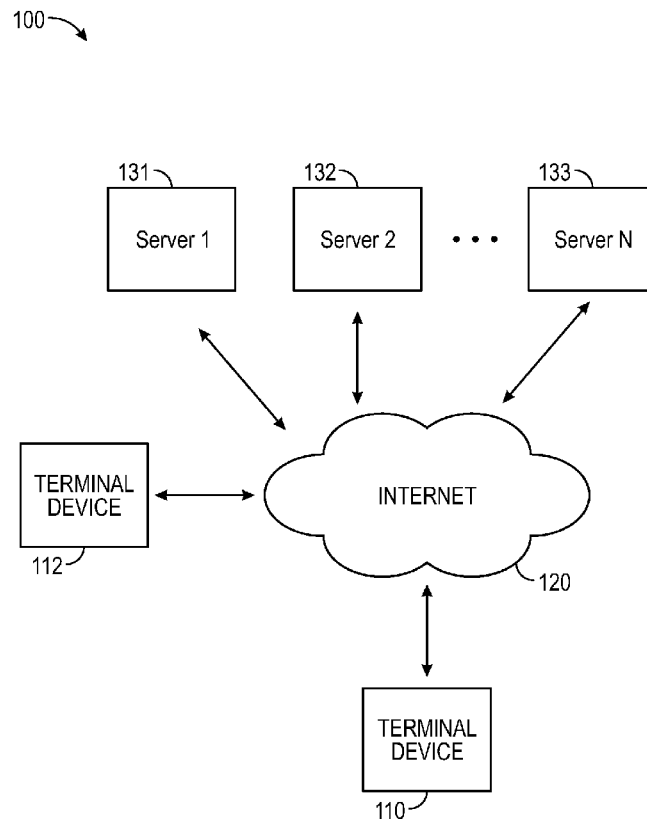 100
131
132
133
Server 1
Server 2
• • •
Server N
TERMINAL
DEVICE
INTERNET
112
120
TERMINAL
DEVICE
110